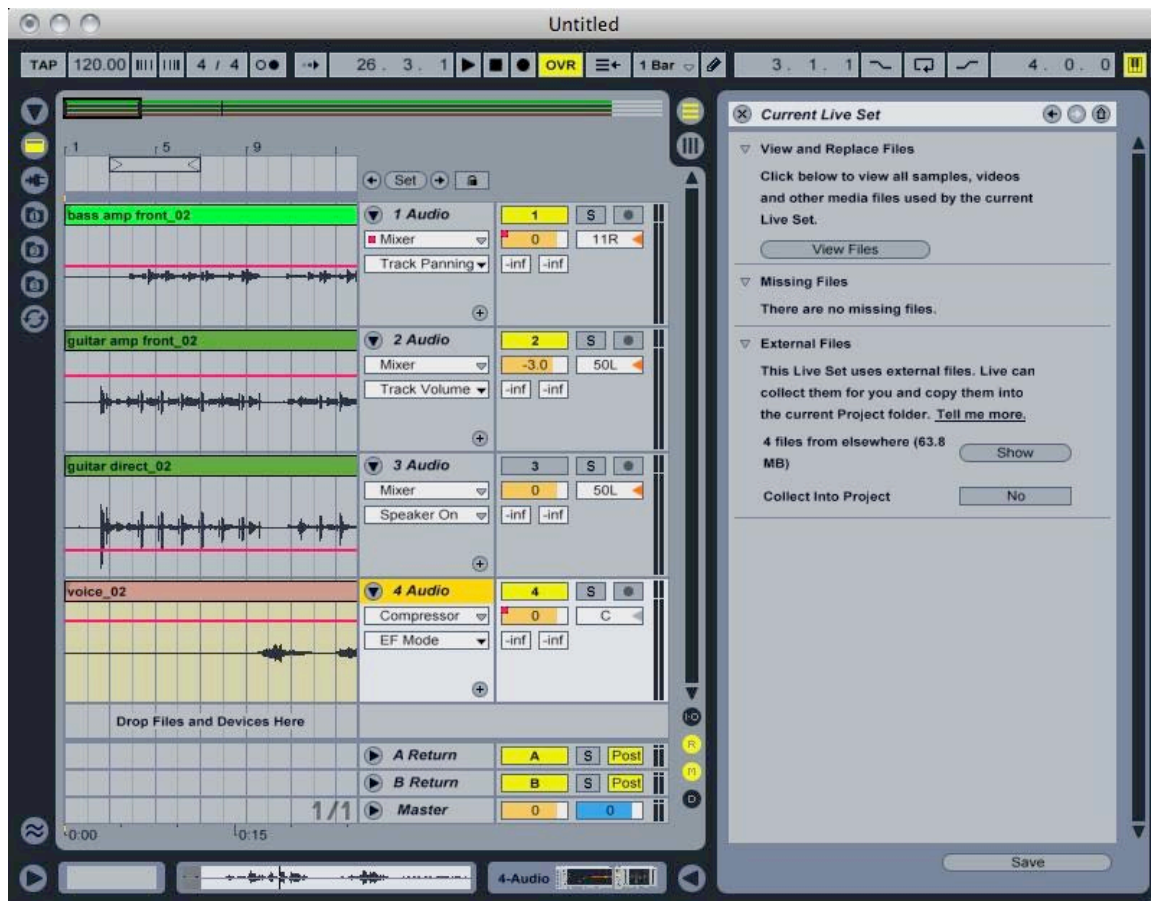 Untitled
TAP 120.00 4 / 4 26 . 3 . 1 OVR 1 Bar 3 . 1 . 1 4 . 0 . 0
Current Live Set
View and Replace Files
Click below to view all samples, videos
and other media files used by the current
Live Set.
View Files
Missing Files
There are no missing files.
External Files
This Live Set uses external files. Live can
collect them for you and copy them into
the current Project folder. Tell me more.
4 files from elsewhere (63.8
MB)
Show
Collect Into Project No
Save
1 5 9
Set
bass amp front_02 1 Audio 1 S
Mixer 0 11R
Track Panning -inf -inf
guitar amp front_02 2 Audio 2 S
Mixer -3.0 50L
Track Volume -inf -inf
guitar direct_02 3 Audio 3 S
Mixer 0 50L
Speaker On -inf -inf
voice_02 4 Audio 4 S
Compressor 0 C
EF Mode -inf -inf
Drop Files and Devices Here
I·O
R
M
D
A Return A S Post
B Return B S Post
1/1 Master 0 0
0:00 0:15
4-Audio